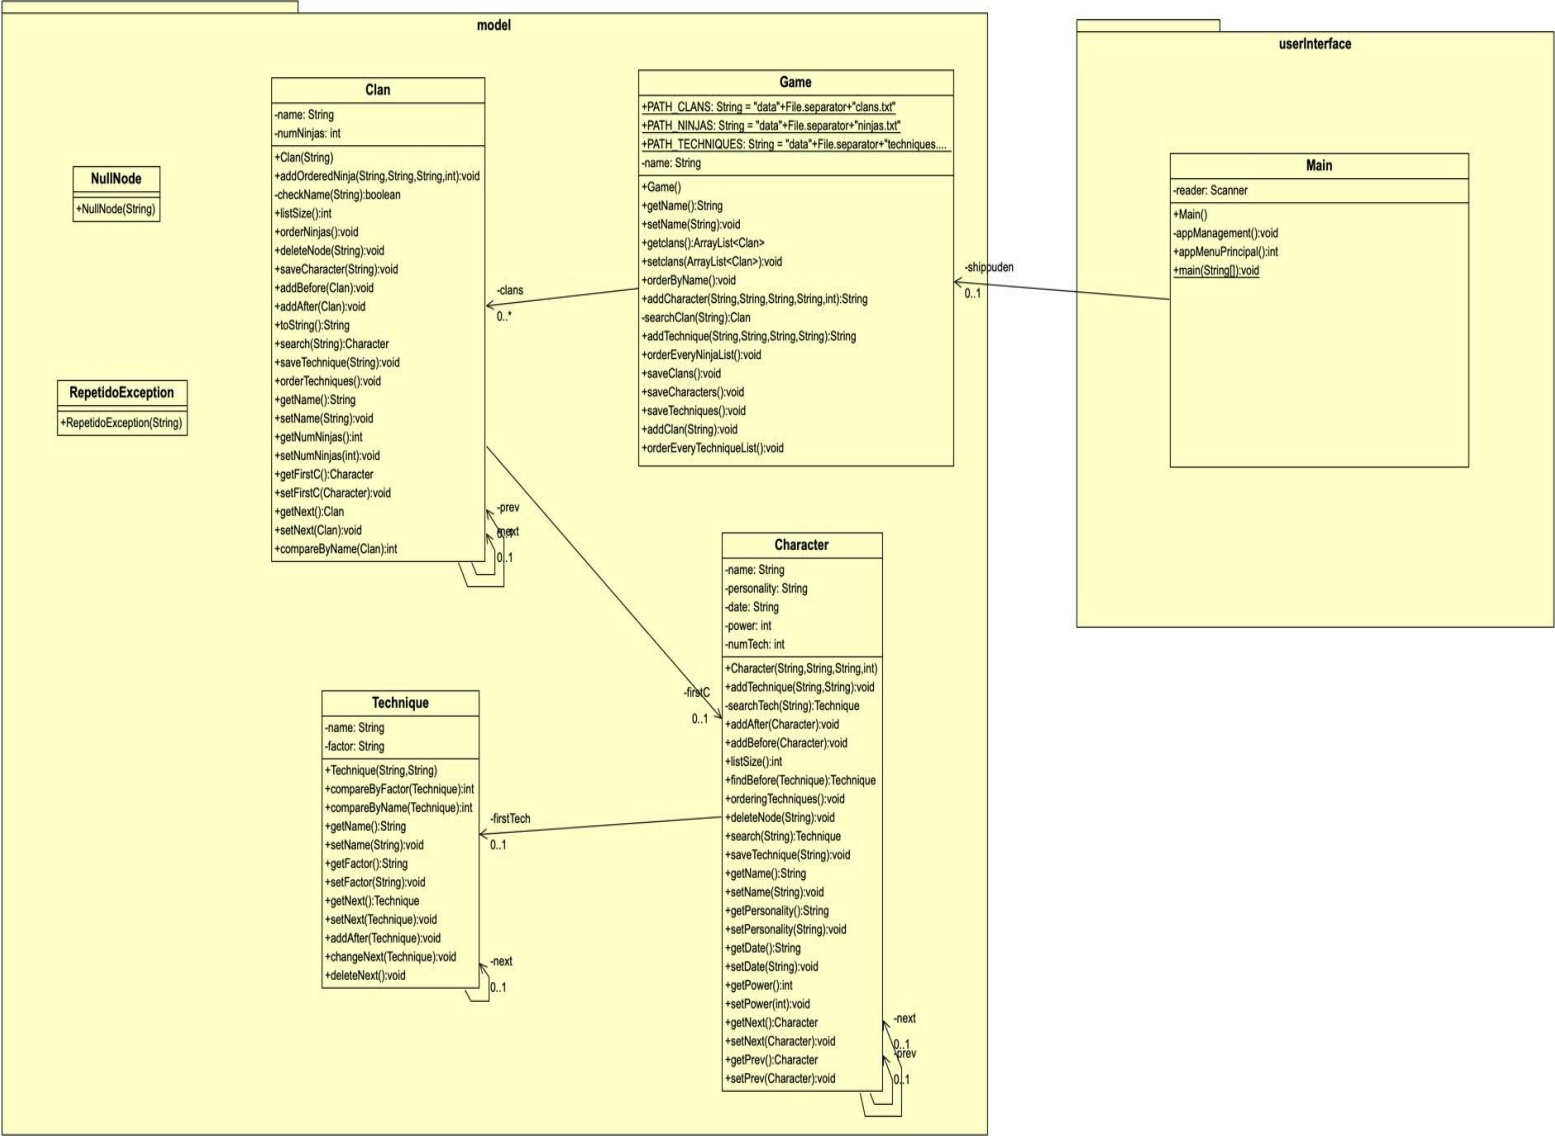 model
Clan
-name: String
-numNinjas: int
+Clan(String)
+addOrderedNinja(String,String,String,int):void
-checkName(String):boolean
+listSize():int
+orderNinjas():void
+deleteNode(String):void
+saveCharacter(String):void
+addBefore(Clan):void
+addAfter(Clan):void
+toString():String
+search(String):Character
+saveTechnique(String):void
+orderTechniques():void
+getName():String
+setName(String):void
+getNumNinjas():int
+setNumNinjas(int):void
+getFirstC():Character
+setFirstC(Character):void
+getNext():Clan
+setNext(Clan):void
+compareByName(Clan):int
-prev
-next
0..1
NullNode
+NullNode(String)
RepetidoException
+RepetidoException(String)
Game
+PATH_CLANS: String = "data"+File.separator+"clans.txt"
+PATH_NINJAS: String = "data"+File.separator+"ninjas.txt"
+PATH_TECHNIQUES: String = "data"+File.separator+"techniques....
-name: String
+Game()
+getName():String
+setName(String):void
+getclans():ArrayList<Clan>
+setclans(ArrayList<Clan>):void
+orderByName():void
+addCharacter(String,String,String,String,int):String
-searchClan(String):Clan
+addTechnique(String,String,String,String):String
+orderEveryNinjaList():void
+saveClans():void
+saveCharacters():void
+saveTechniques():void
+addClan(String):void
+orderEveryTechniqueList():void
-clans
0..*
-firstC
0..1
Character
-name: String
-personality: String
-date: String
-power: int
-numTech: int
+Character(String,String,String,int)
+addTechnique(String,String):void
-searchTech(String):Technique
+addAfter(Character):void
+addBefore(Character):void
+listSize():int
+findBefore(Technique):Technique
+orderingTechniques():void
+deleteNode(String):void
+search(String):Technique
+saveTechnique(String):void
+getName():String
+setName(String):void
+getPersonality():String
+setPersonality(String):void
+getDate():String
+setDate(String):void
+getPower():int
+setPower(int):void
+getNext():Character
+setNext(Character):void
+getPrev():Character
+setPrev(Character):void
-next
0..1
-prev
0..1
Technique
-name: String
-factor: String
+Technique(String,String)
+compareByFactor(Technique):int
+compareByName(Technique):int
+getName():String
+setName(String):void
+getFactor():String
+setFactor(String):void
+getNext():Technique
+setNext(Technique):void
+addAfter(Technique):void
+changeNext(Technique):void
+deleteNext():void
-firstTech
0..1
-next
0..1
userInterface
Main
-reader: Scanner
+Main()
-appManagement():void
+appMenuPrincipal():int
+main(String[]):void
-shippuden
0..1